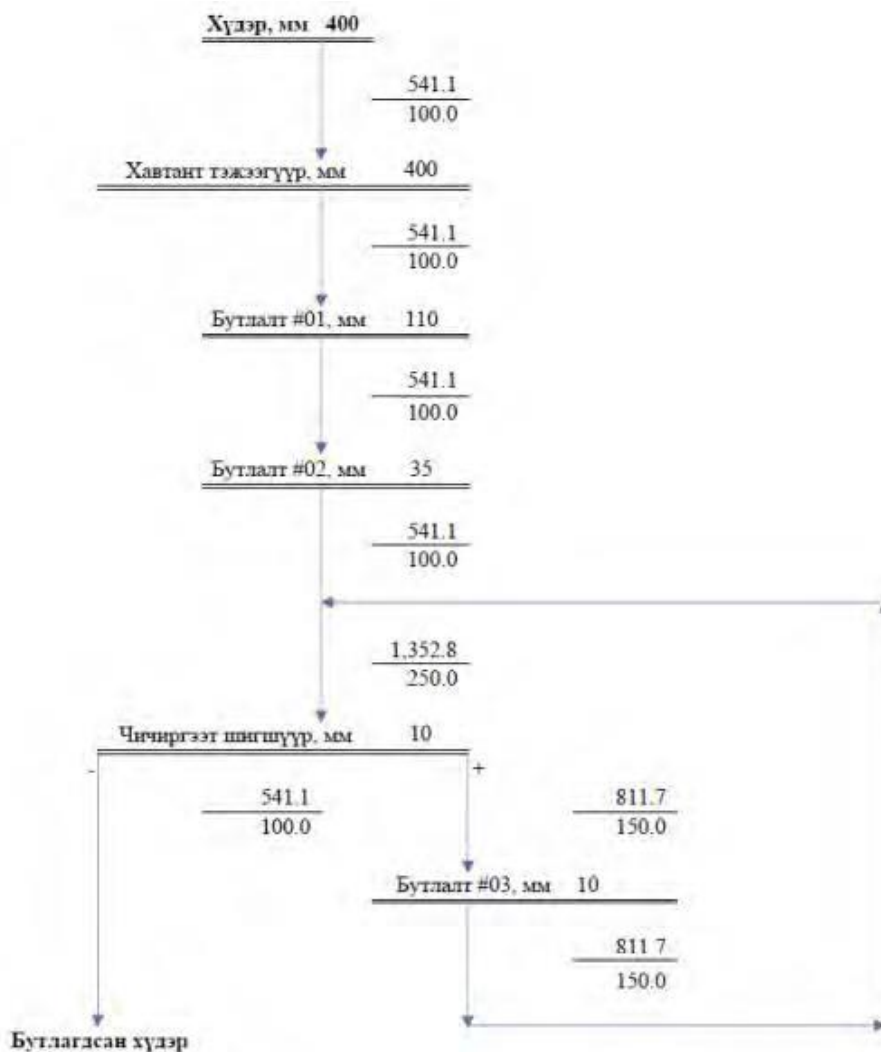 Хүдэр, мм 400
541.1
100.0
Хавтант тэжээгүүр, мм 400
541.1
100.0
Бутлалт #01, мм 110
541.1
100.0
Бутлалт #02, мм 35
541.1
100.0
1,352.8
250.0
Чичиргээт шигшүүр, мм 10
- +
541.1 811.7
100.0 150.0
Бутлалт #03, мм 10
811 7
150.0
Бутлагдсан хүдэр